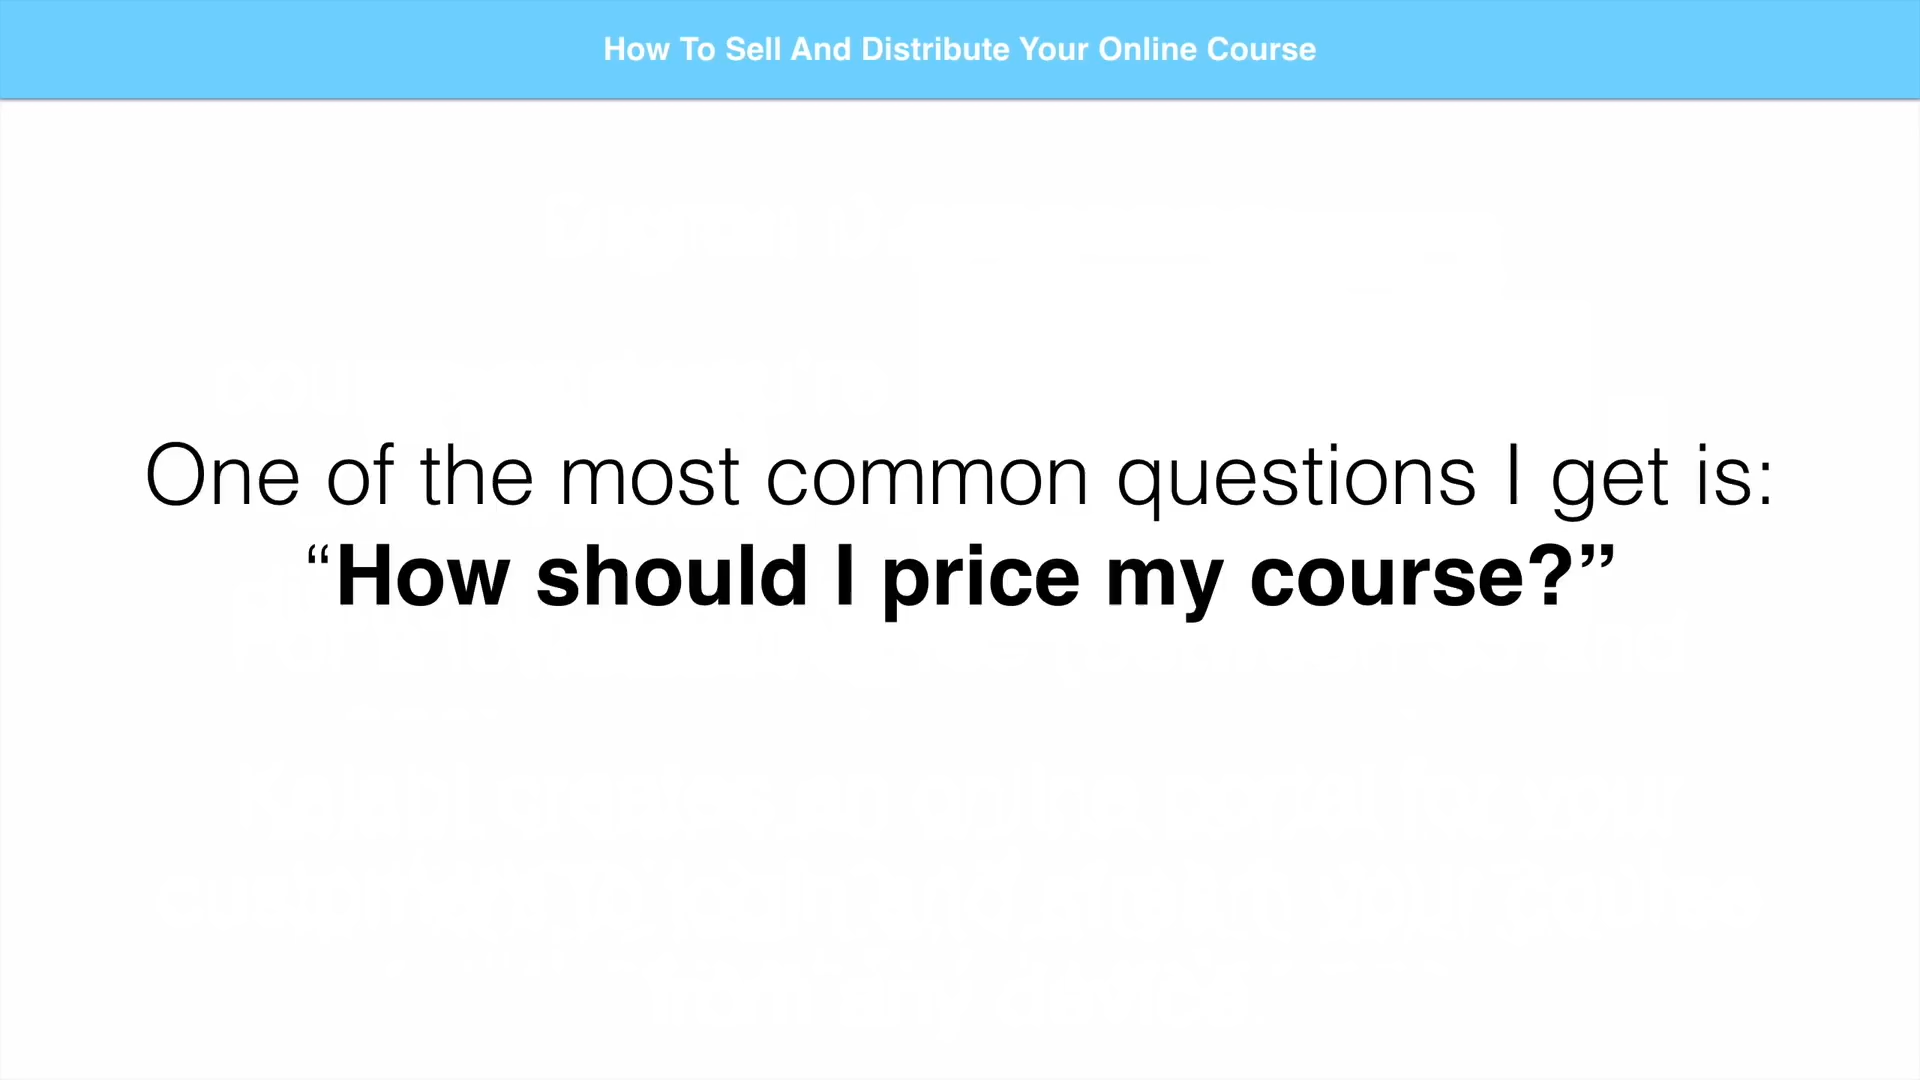 How To Sell And Distribute Your Online Course
One of the most common questions I get is:
“How should I price my course?”